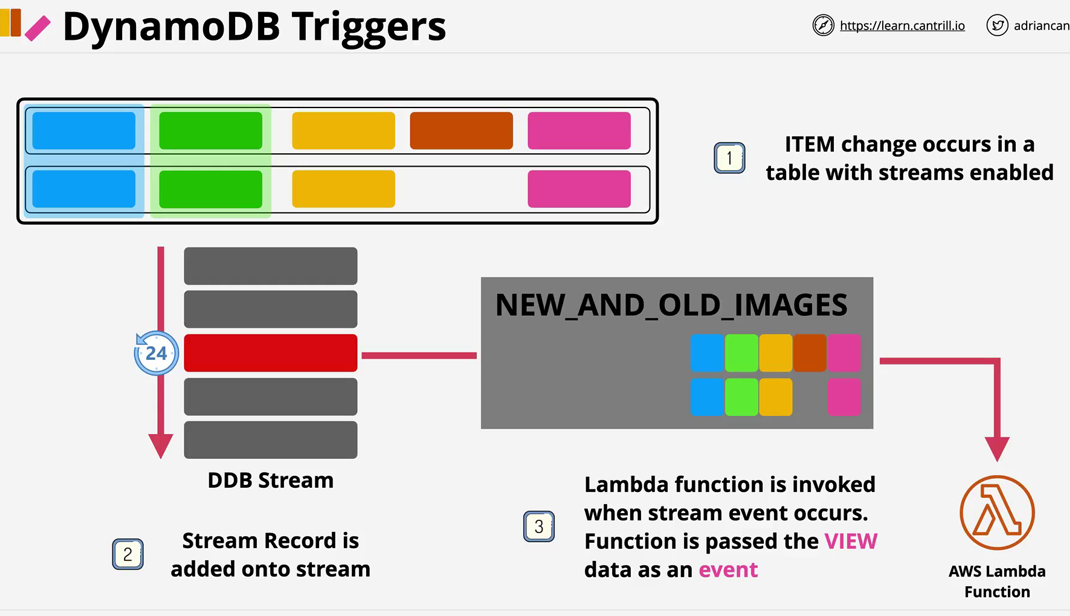 DynamoDB Triggers
https://learn.cantrill.io
adriancan
1
ITEM change occurs in a
table with streams enabled
24
NEW_AND_OLD_IMAGES
DDB Stream
2
Stream Record is
added onto stream
3
Lambda function is invoked
when stream event occurs.
Function is passed the VIEW
data as an event
AWS Lambda
Function